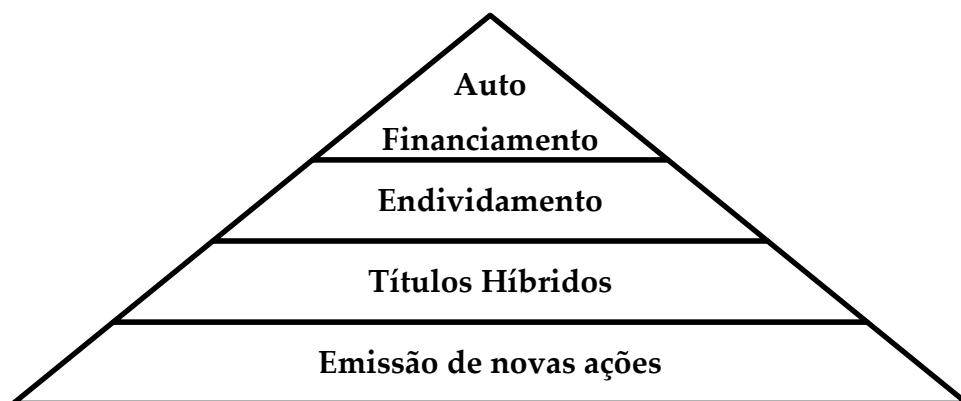 Auto
Financiamento
Endividamento
Títulos Híbridos
Emissão de novas ações